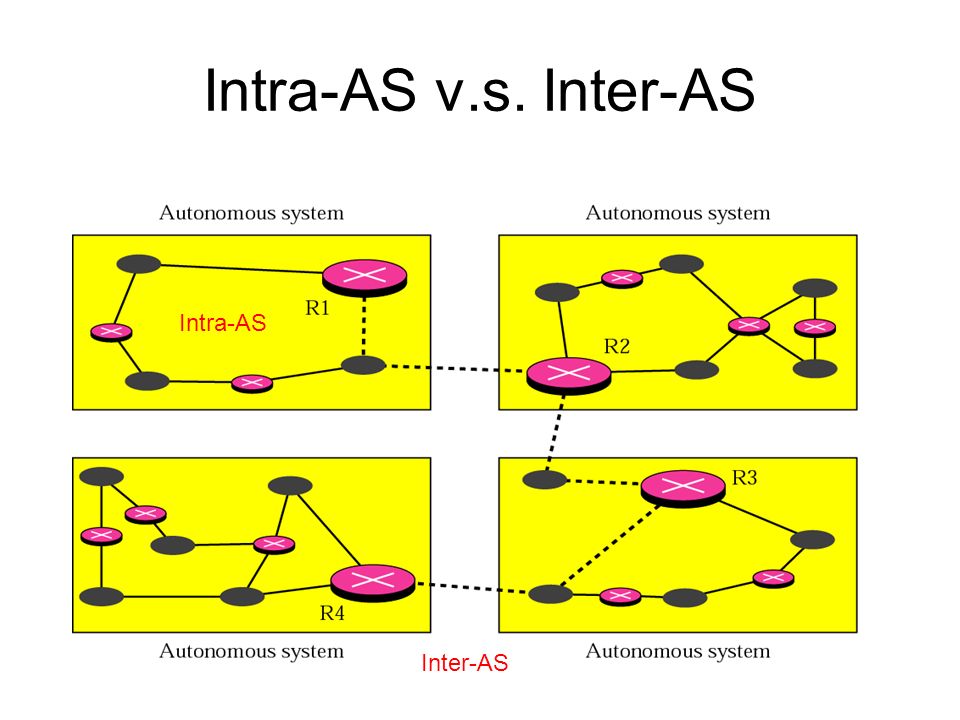 Intra-AS v.s. Inter-AS
Autonomous system
Autonomous system
R1
Intra-AS
R2
R3
R4
Autonomous system
Autonomous system
Inter-AS